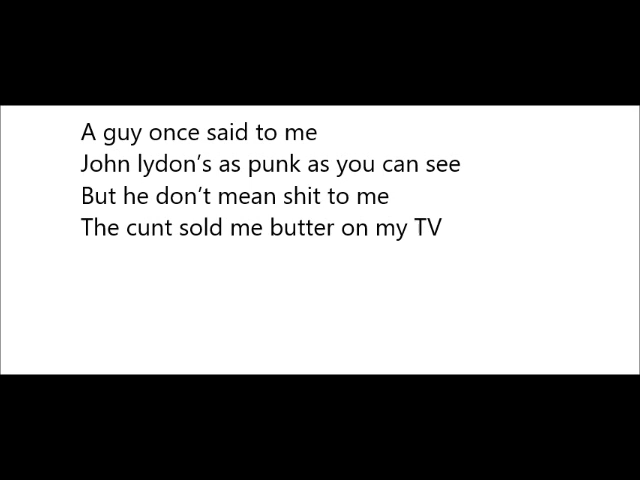 A guy once said to me
John lydon's as punk as you can see
But he don't mean shit to me
The cunt sold me butter on my TV